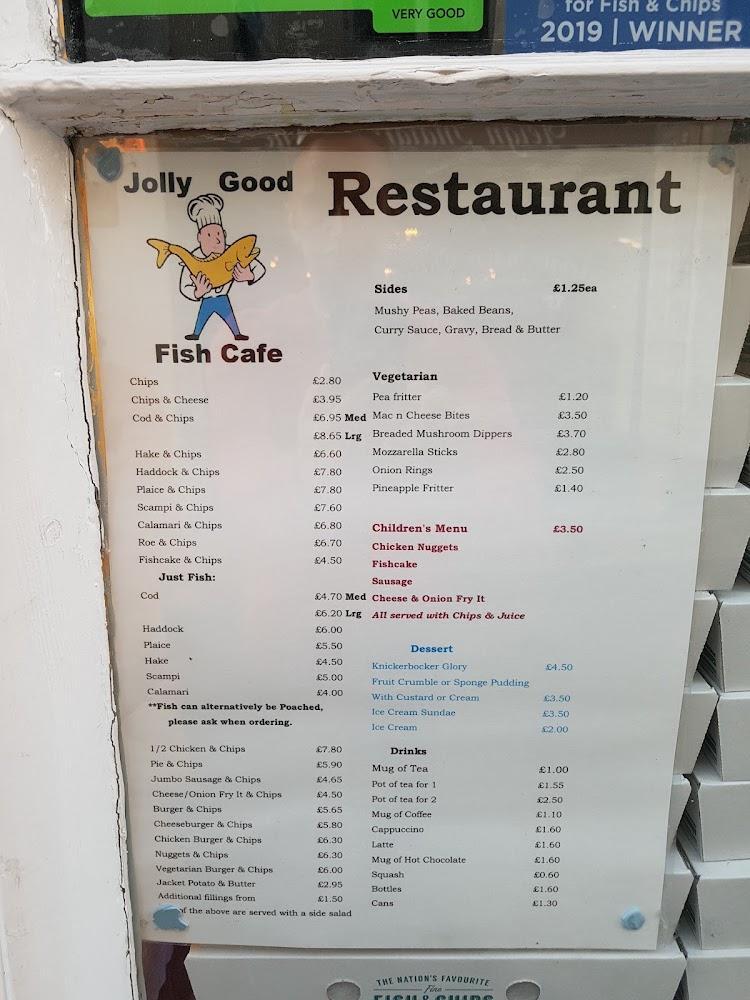 VERY GOOD
for Fish & Chips
2019 | WINNER
Jolly Good
Restaurant
Fish Cafe
Chips £2.80
Chips & Cheese £3.95
Cod & Chips £6.95 Med
£8.65 Lrg
Hake & Chips £6.60
Haddock & Chips £7.80
Plaice & Chips £7.80
Scampi & Chips £7.60
Calamari & Chips £6.80
Roe & Chips £6.70
Fishcake & Chips £4.50
Just Fish:
Cod £4.70 Med
£6.20 Lrg
Haddock £6.00
Plaice £5.50
Hake £4.50
Scampi £5.00
Calamari £4.00
**Fish can alternatively be Poached,
please ask when ordering.
1/2 Chicken & Chips £7.80
Pie & Chips £5.90
Jumbo Sausage & Chips £4.65
Cheese/Onion Fry It & Chips £4.50
Burger & Chips £5.65
Cheeseburger & Chips £5.80
Chicken Burger & Chips £6.30
Nuggets & Chips £6.30
Vegetarian Burger & Chips £6.00
Jacket Potato & Butter £2.95
Additional fillings from £1.50
of the above are served with a side salad
Sides £1.25ea
Mushy Peas, Baked Beans,
Curry Sauce, Gravy, Bread & Butter
Vegetarian
Pea fritter £1.20
Mac n Cheese Bites £3.50
Breaded Mushroom Dippers £3.70
Mozzarella Sticks £2.80
Onion Rings £2.50
Pineapple Fritter £1.40
Children's Menu £3.50
Chicken Nuggets
Fishcake
Sausage
Cheese & Onion Fry It
All served with Chips & Juice
Dessert
Knickerbocker Glory £4.50
Fruit Crumble or Sponge Pudding
With Custard or Cream £3.50
Ice Cream Sundae £3.50
Ice Cream £2.00
Drinks
Mug of Tea £1.00
Pot of tea for 1 £1.55
Pot of tea for 2 £2.50
Mug of Coffee £1.10
Cappuccino £1.60
Latte £1.60
Mug of Hot Chocolate £1.60
Squash £0.60
Bottles £1.60
Cans £1.30
THE NATION'S FAVOURITE
Fine
FISH & CHIPS